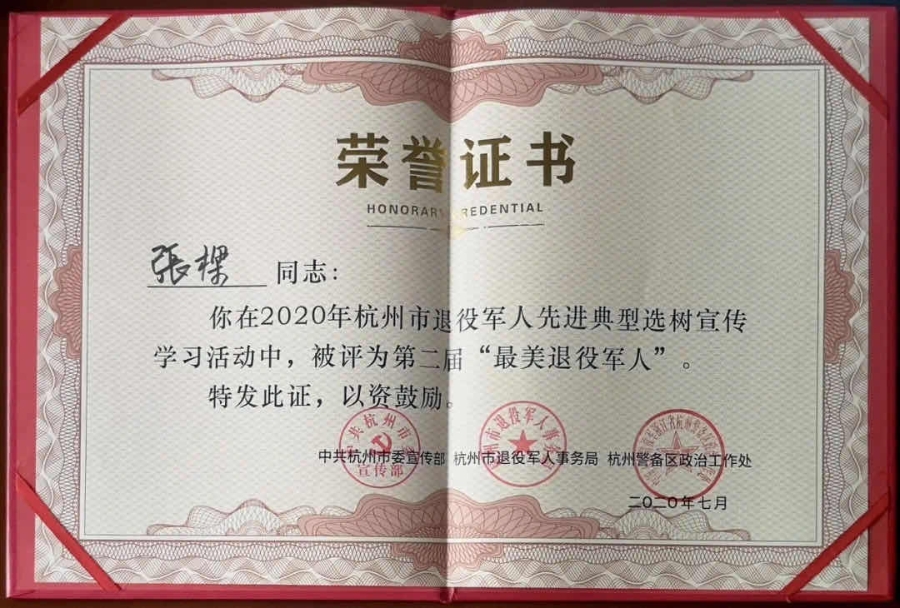 荣誉证书
HONORARY CREDENTIAL
張樑 同志：
你在2020年杭州市退役军人先进典型选树宣传
学习活动中，被评为第二届“最美退役军人”。
特发此证，以资鼓励。
中共杭州市委宣传部 杭州市退役军人事务局 杭州警备区政治工作处
二〇二〇年七月